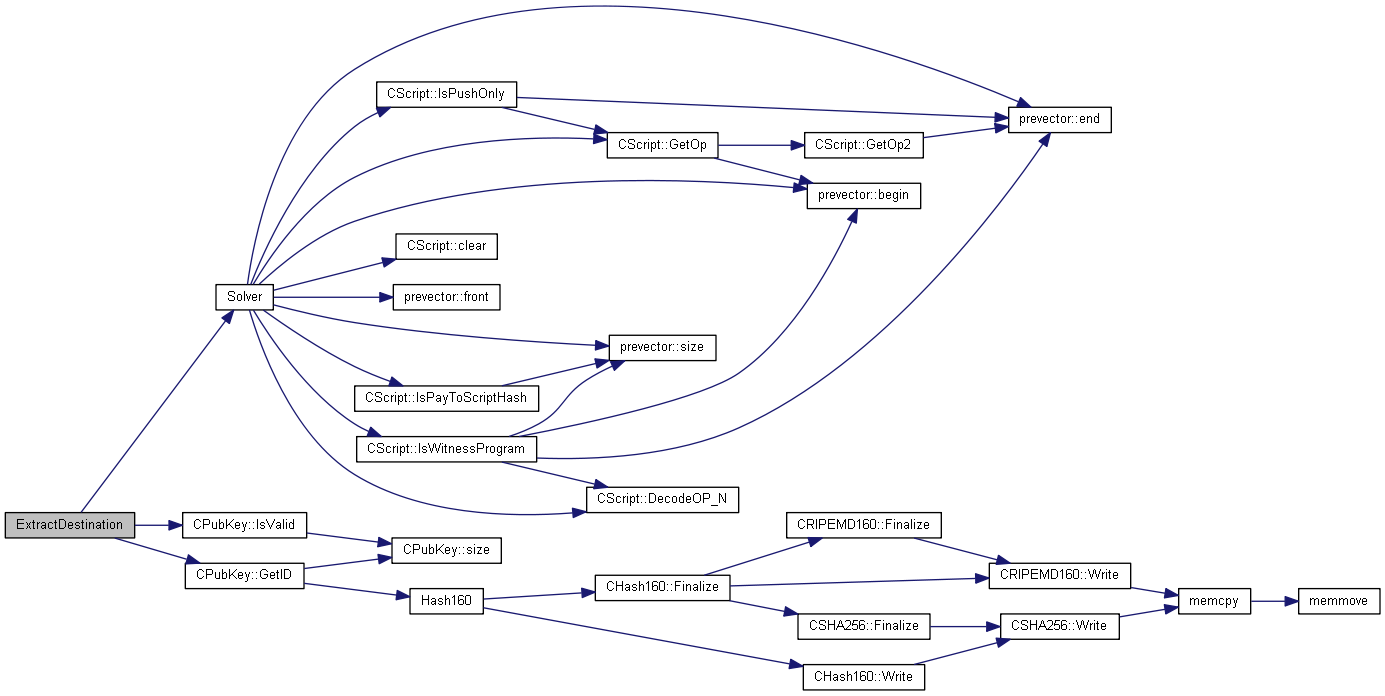 CScript::IsPushOnly
prevector::end
CScript::GetOp
CScript::GetOp2
prevector::begin
CScript::clear
Solver
prevector::front
prevector::size
CScript::IsPayToScriptHash
CScript::IsWitnessProgram
CScript::DecodeOP_N
ExtractDestination
CPubKey::IsValid
CRIPEMD160::Finalize
CPubKey::size
CPubKey::GetID
CRIPEMD160::Write
CHash160::Finalize
Hash160
memcpy
memmove
CSHA256::Finalize
CSHA256::Write
CHash160::Write